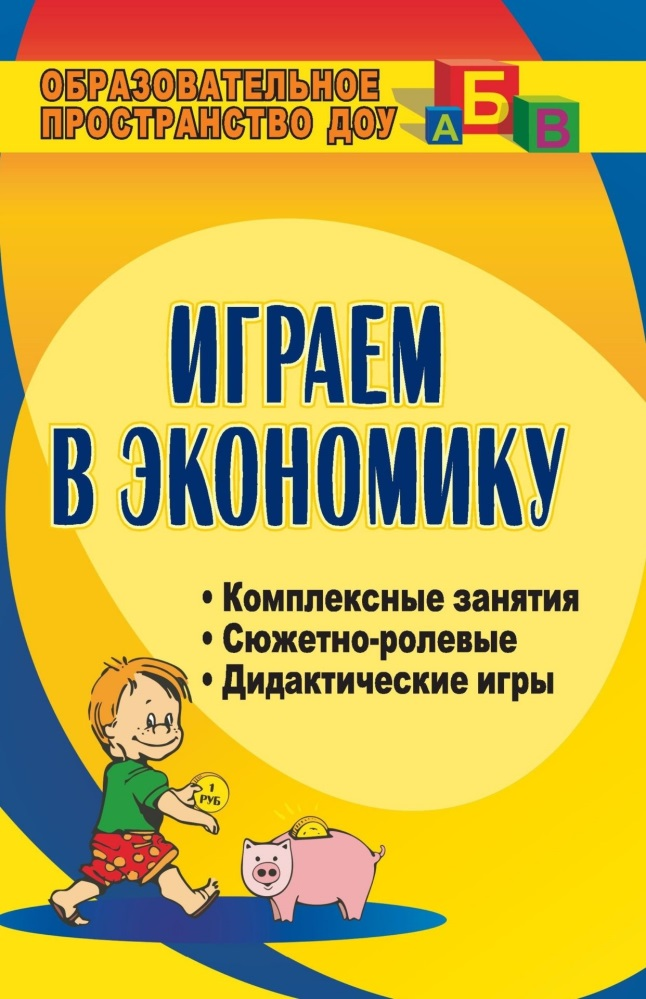 ОБРАЗОВАТЕЛЬНОЕ
ПРОСТРАНСТВО ДОУ
А Б В
ИГРАЕМ
В ЭКОНОМИКУ
• Комплексные занятия
• Сюжетно-ролевые
• Дидактические игры
1
РУБ